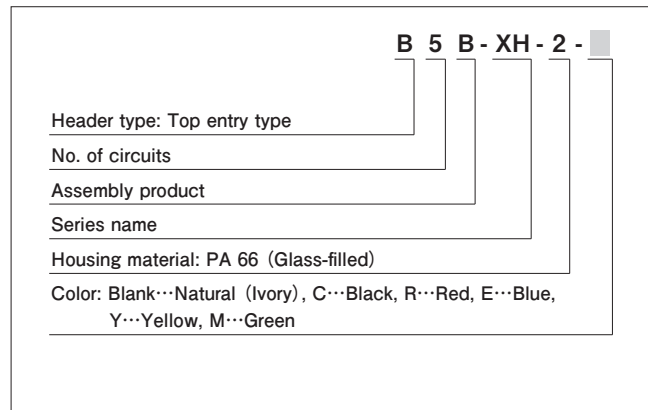 B 5 B - XH - 2 -
Header type: Top entry type
No. of circuits
Assembly product
Series name
Housing material: PA 66 (Glass-filled)
Color: Blank⋯Natural (Ivory), C⋯Black, R⋯Red, E⋯Blue,
Y⋯Yellow, M⋯Green